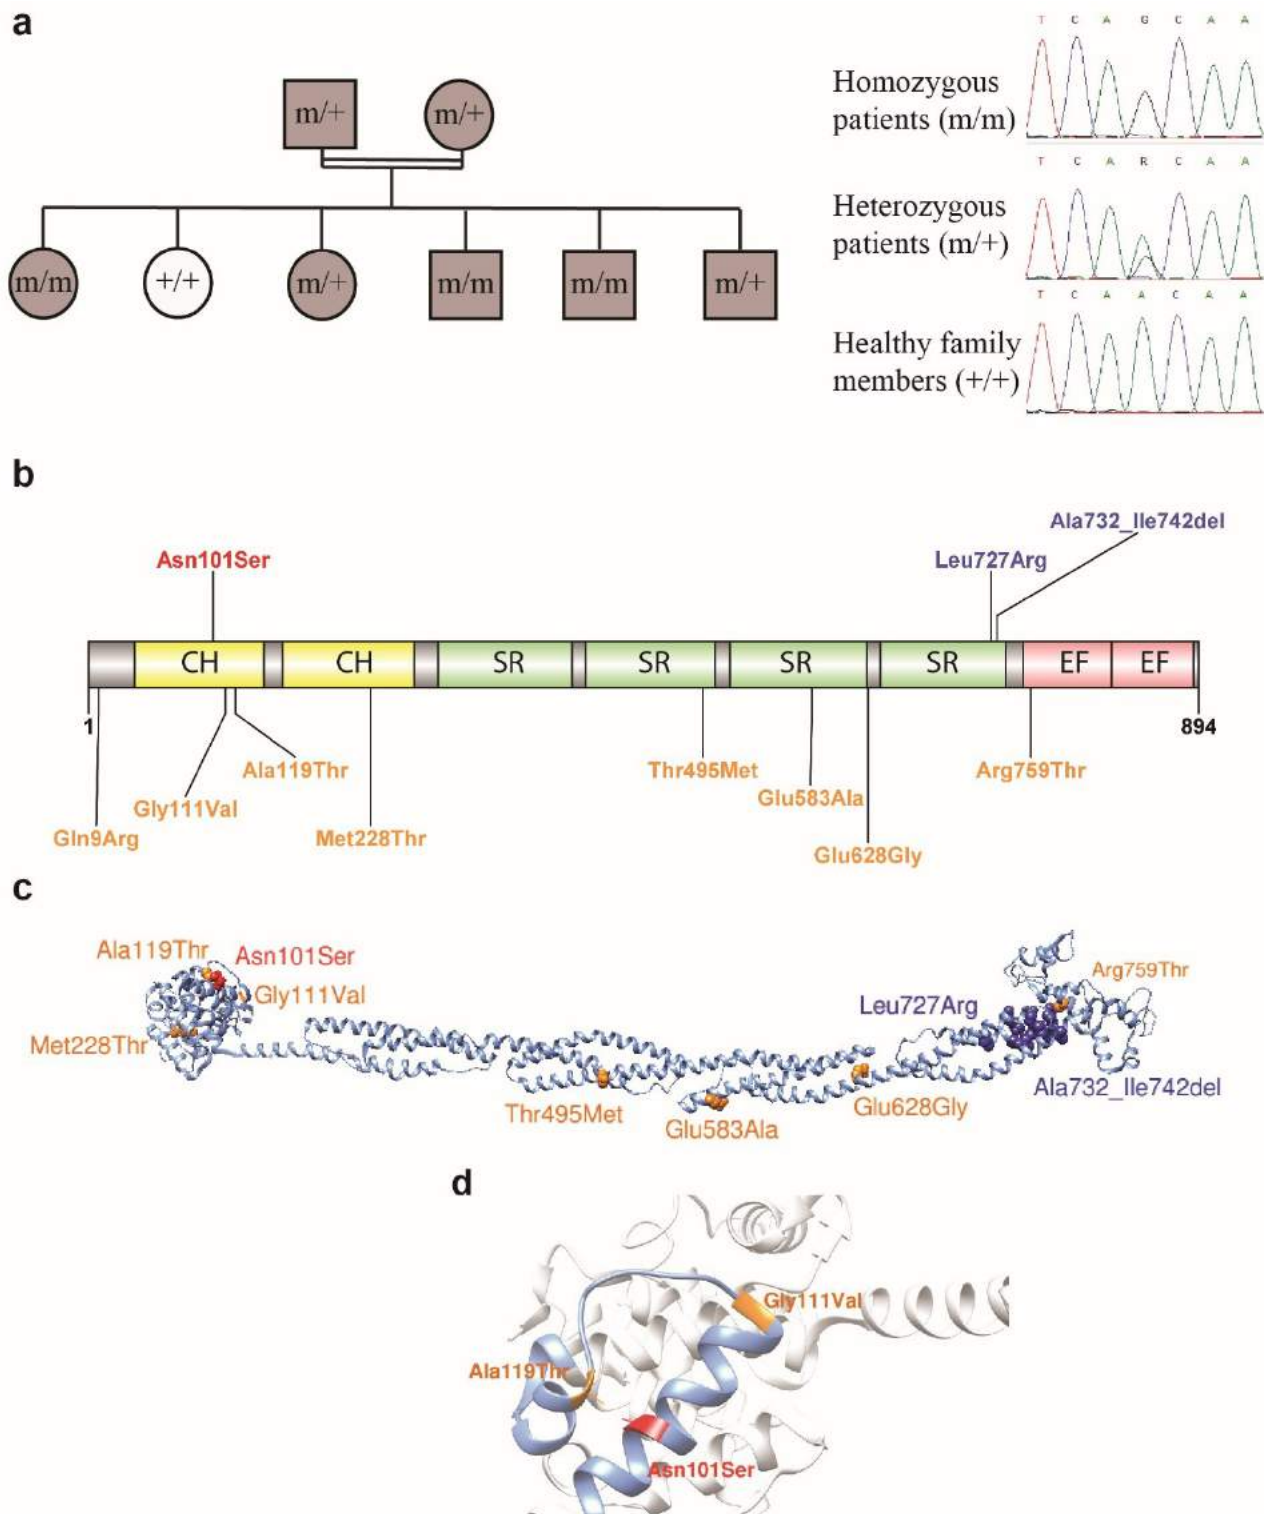 a
T C A G C A A
Homozygous
patients (m/m)
m/+ m/+
T C A R C A A
Heterozygous
patients (m/+)
m/m +/+ m/+ m/m m/m m/+
T C A A C A A
Healthy family
members (+/+)
b
Ala732_Ile742del
Asn101Ser Leu727Arg
CH CH SR SR SR SR EF EF
1 894
Ala119Thr Thr495Met Arg759Thr
Gly111Val Glu583Ala
Gln9Arg Met228Thr Glu628Gly
c
Ala119Thr Asn101Ser Arg759Thr
Gly111Val Leu727Arg
Met228Thr
Thr495Met Glu583Ala Glu628Gly Ala732_Ile742del
d
Gly111Val
Ala119Thr
Asn101Ser